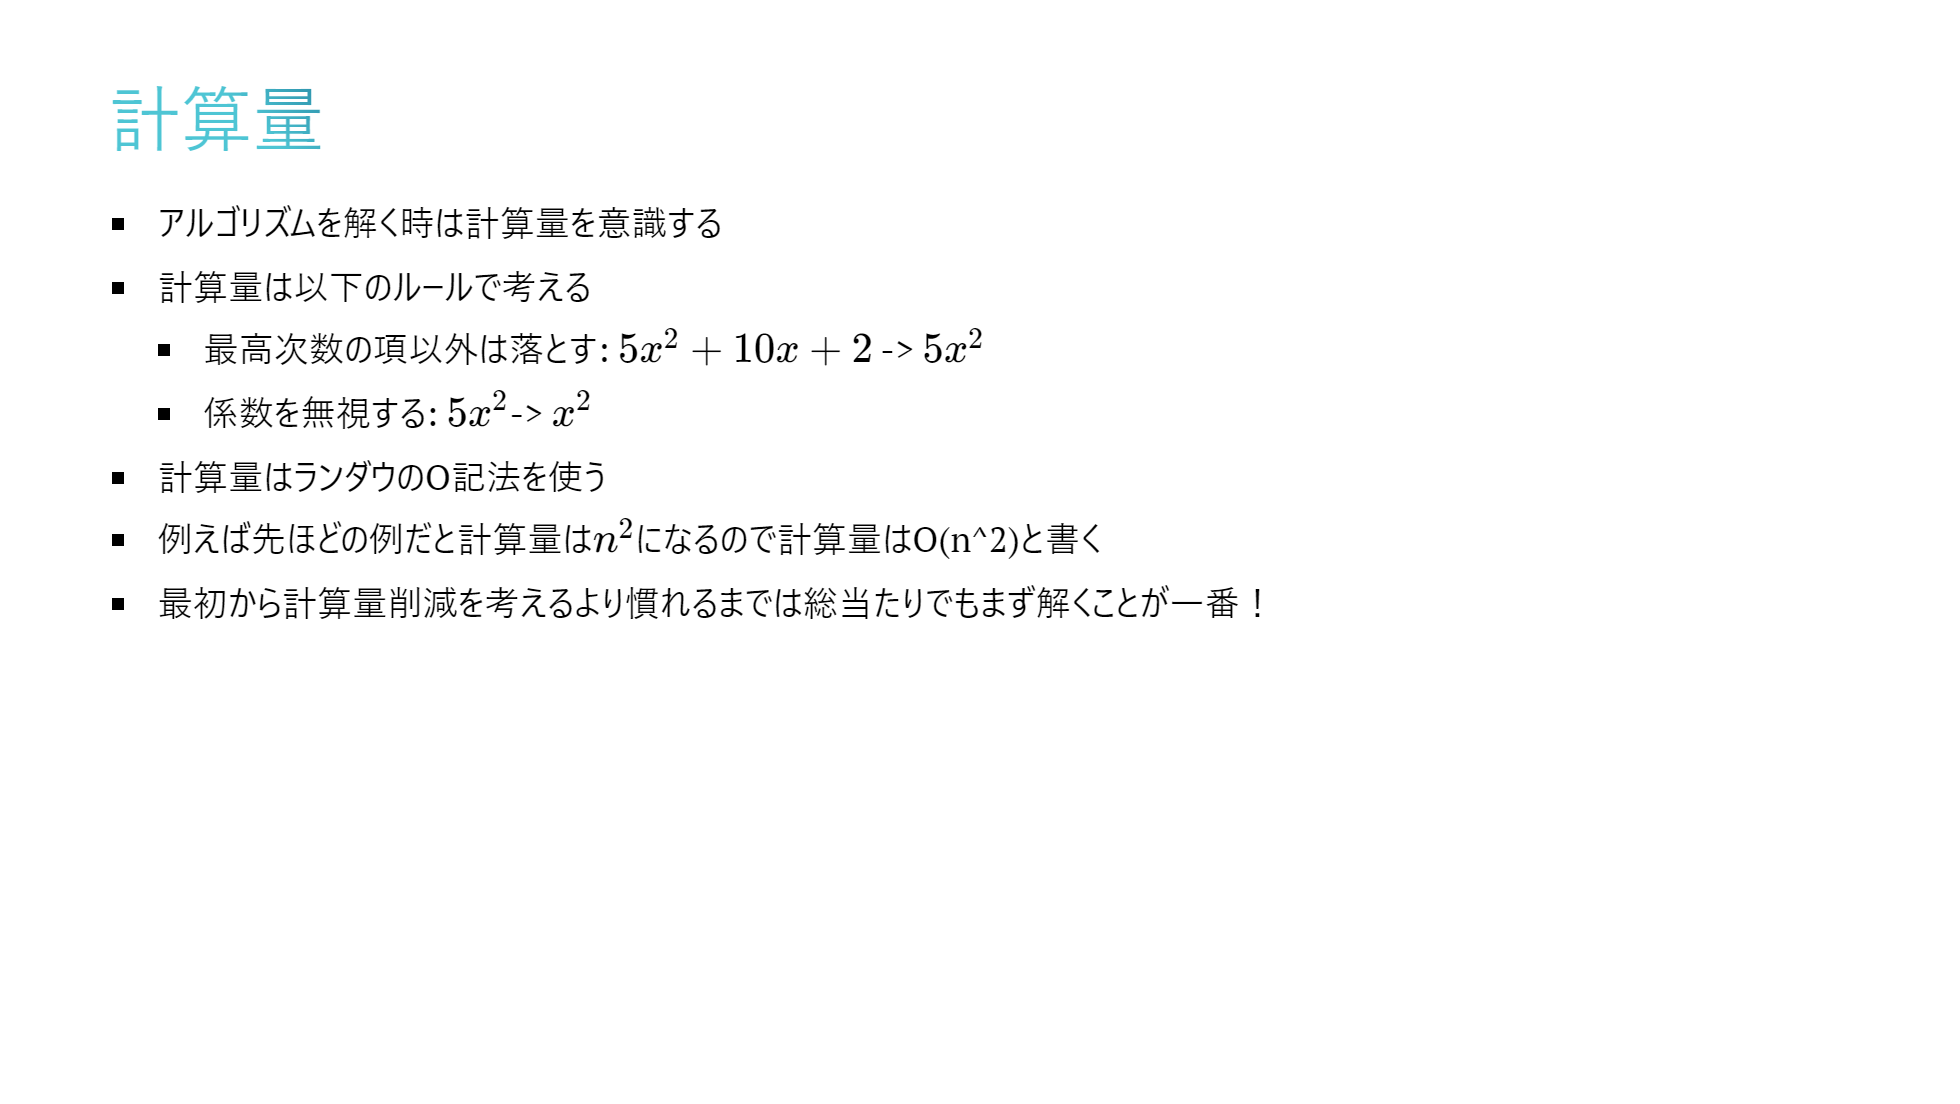 計算量
▪ アルゴリズムを解く時は計算量を意識する
▪ 計算量は以下のルールで考える
▪ 最高次数の項以外は落とす: 5x² + 10x + 2 -> 5x²
▪ 係数を無視する: 5x² -> x²
▪ 計算量はランダウのO記法を使う
▪ 例えば先ほどの例だと計算量はn²になるので計算量はO(n^2)と書く
▪ 最初から計算量削減を考えるより慣れるまでは総当たりでもまず解くことが一番！